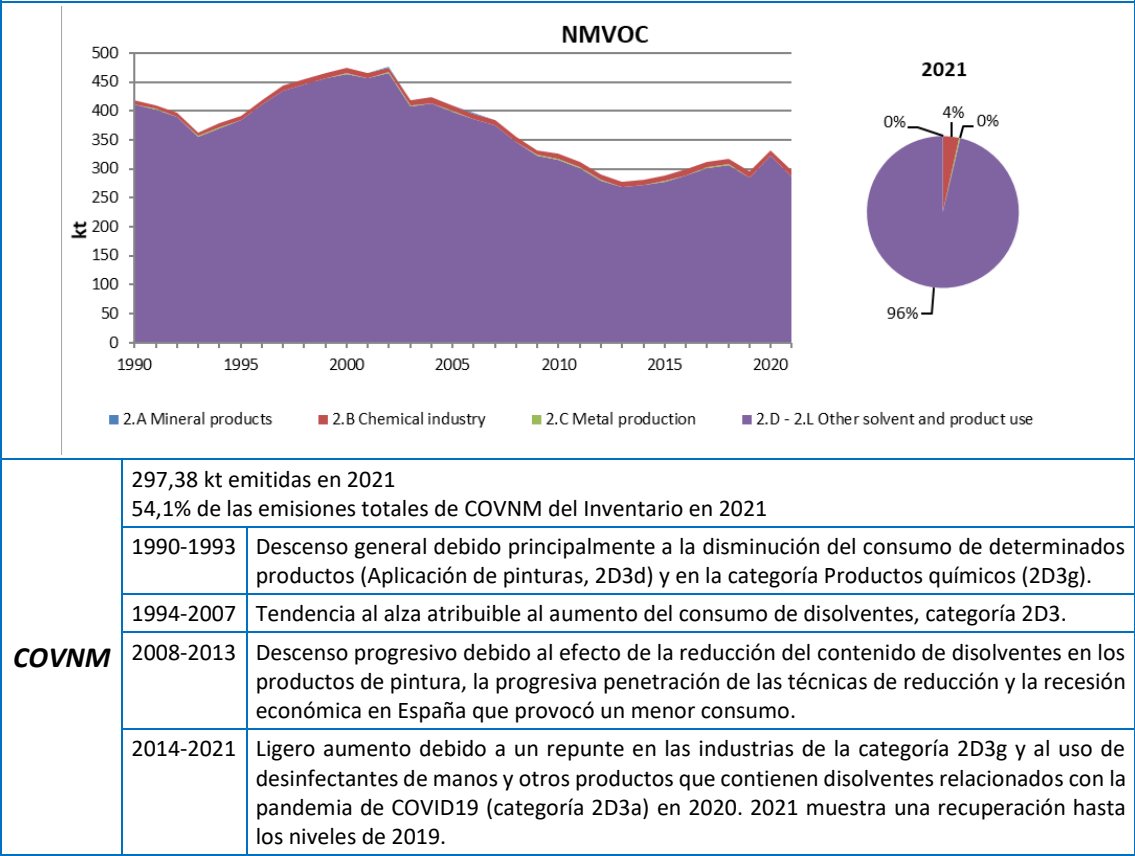 NMVOC
500
450
400
350
300
250
200
150
100
50
0
kt
1990
1995
2000
2005
2010
2015
2020
2021
0%
4%
0%
96%
2.A Mineral products
2.B Chemical industry
2.C Metal production
2.D - 2.L Other solvent and product use
COVNM
297,38 kt emitidas en 2021
54,1% de las emisiones totales de COVNM del Inventario en 2021
1990-1993
Descenso general debido principalmente a la disminución del consumo de determinados
productos (Aplicación de pinturas, 2D3d) y en la categoría Productos químicos (2D3g).
1994-2007
Tendencia al alza atribuible al aumento del consumo de disolventes, categoría 2D3.
2008-2013
Descenso progresivo debido al efecto de la reducción del contenido de disolventes en los
productos de pintura, la progresiva penetración de las técnicas de reducción y la recesión
económica en España que provocó un menor consumo.
2014-2021
Ligero aumento debido a un repunte en las industrias de la categoría 2D3g y al uso de
desinfectantes de manos y otros productos que contienen disolventes relacionados con la
pandemia de COVID19 (categoría 2D3a) en 2020. 2021 muestra una recuperación hasta
los niveles de 2019.